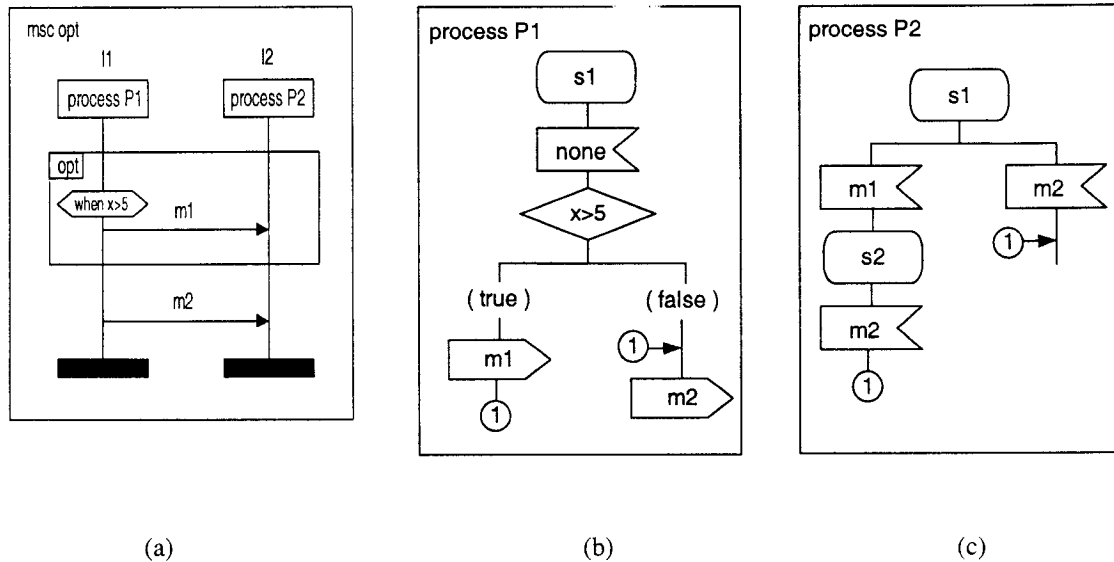 msc opt
I1
I2
process P1
process P2
opt
when x>5
m1
m2
process P1
s1
none
x>5
( true )
( false )
m1
1
1
m2
process P2
s1
m1
m2
1
s2
m2
1
(a)
(b)
(c)